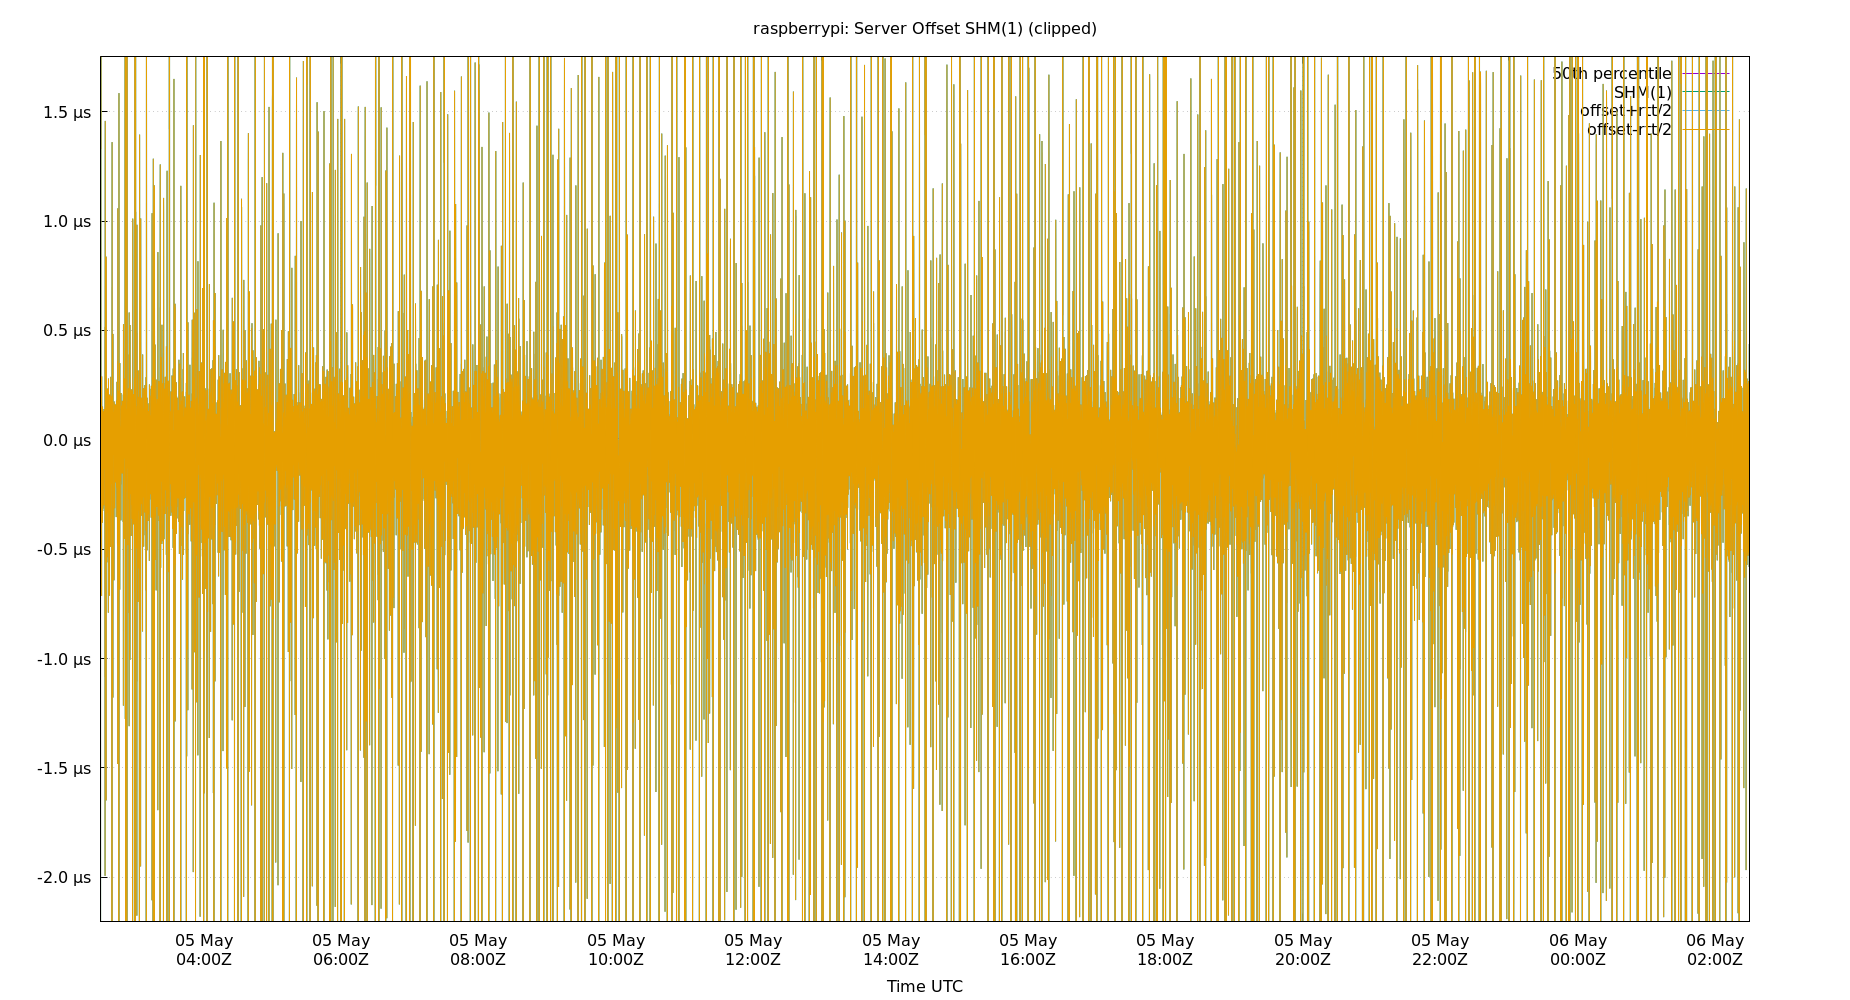 raspberrypi: Server Offset SHM(1) (clipped)
50th percentile
SHM(1)
offset+rtt/2
offset-rtt/2
1.5 µs
1.0 µs
0.5 µs
0.0 µs
-0.5 µs
-1.0 µs
-1.5 µs
-2.0 µs
05 May 05 May 05 May 05 May 05 May 05 May 05 May 05 May 05 May 05 May 06 May 06 May
04:00Z 06:00Z 08:00Z 10:00Z 12:00Z 14:00Z 16:00Z 18:00Z 20:00Z 22:00Z 00:00Z 02:00Z
Time UTC